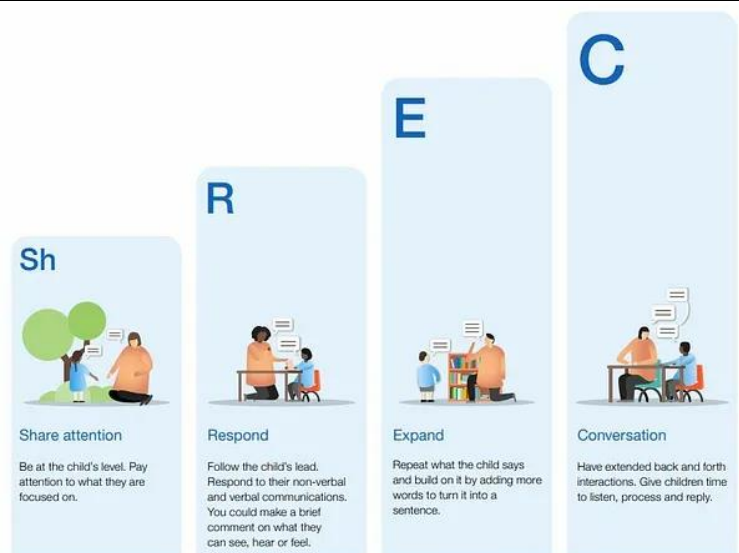 Sh
Share attention
Be at the child's level. Pay
attention to what they are
focused on.
R
Respond
Follow the child's lead.
Respond to their non-verbal
and verbal communications.
You could make a brief
comment on what they
can see, hear or feel.
E
Expand
Repeat what the child says
and build on it by adding more
words to turn it into a
sentence.
C
Conversation
Have extended back and forth
interactions. Give children time
to listen, process and reply.